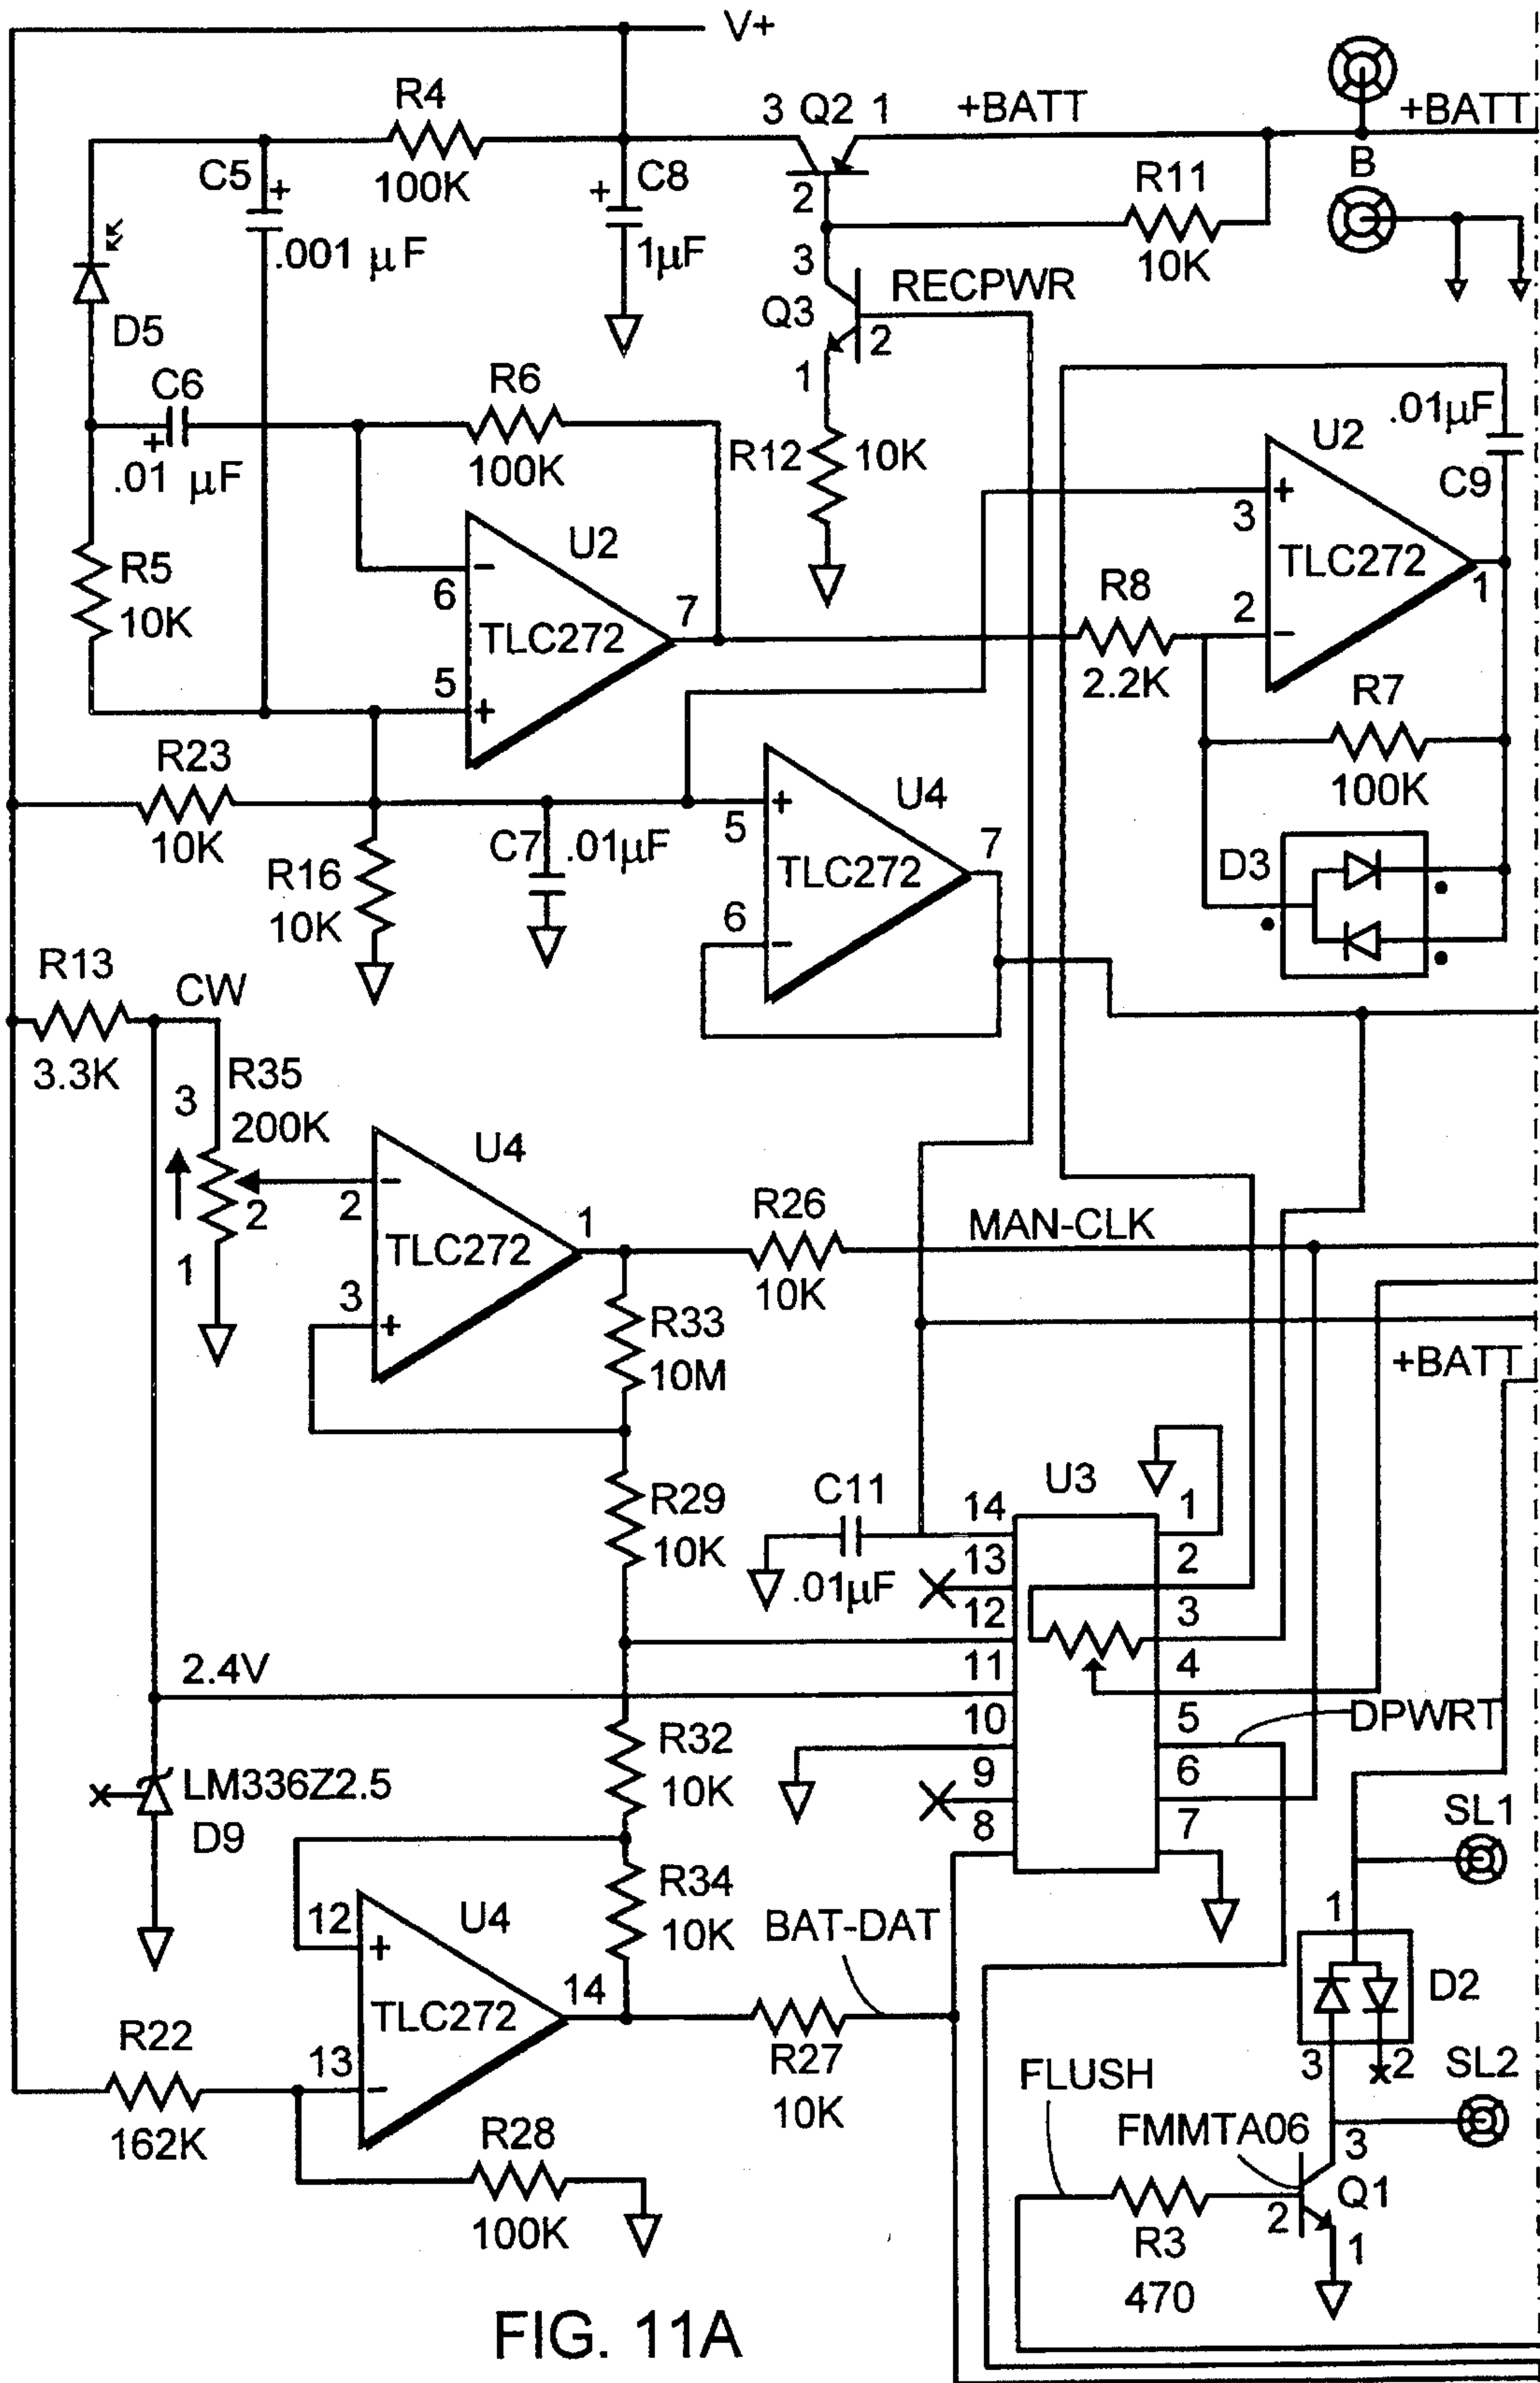 V+
R4
100K
C5
+
.001 µF
+
C8
1µF
3 Q2 1
2
+BATT
+BATT
B
R11
10K
D5
3
Q3
RECPWR
2
1
C6
+
.01 µF
R6
100K
R12
10K
R5
10K
6
5
-
+
U2
TLC272
7
R8
2.2K
3
2
+
-
U2
TLC272
1
.01µF
C9
R7
100K
D3
R23
10K
R16
10K
C7
.01µF
5
6
+
-
U4
TLC272
7
R13
3.3K
CW
3
R35
200K
2
1
2
3
-
+
U4
TLC272
1
R26
10K
MAN-CLK
R33
10M
+BATT
R29
10K
C11
.01µF
U3
14
13
12
11
10
9
8
1
2
3
4
5
6
7
2.4V
DPWRT
R32
10K
LM336Z2.5
D9
SL1
R34
10K
12
13
+
-
U4
TLC272
14
BAT-DAT
1
D2
3
2
R22
162K
R27
10K
FLUSH
SL2
FMMTA06
3
Q1
2
1
R28
100K
R3
470
FIG. 11A